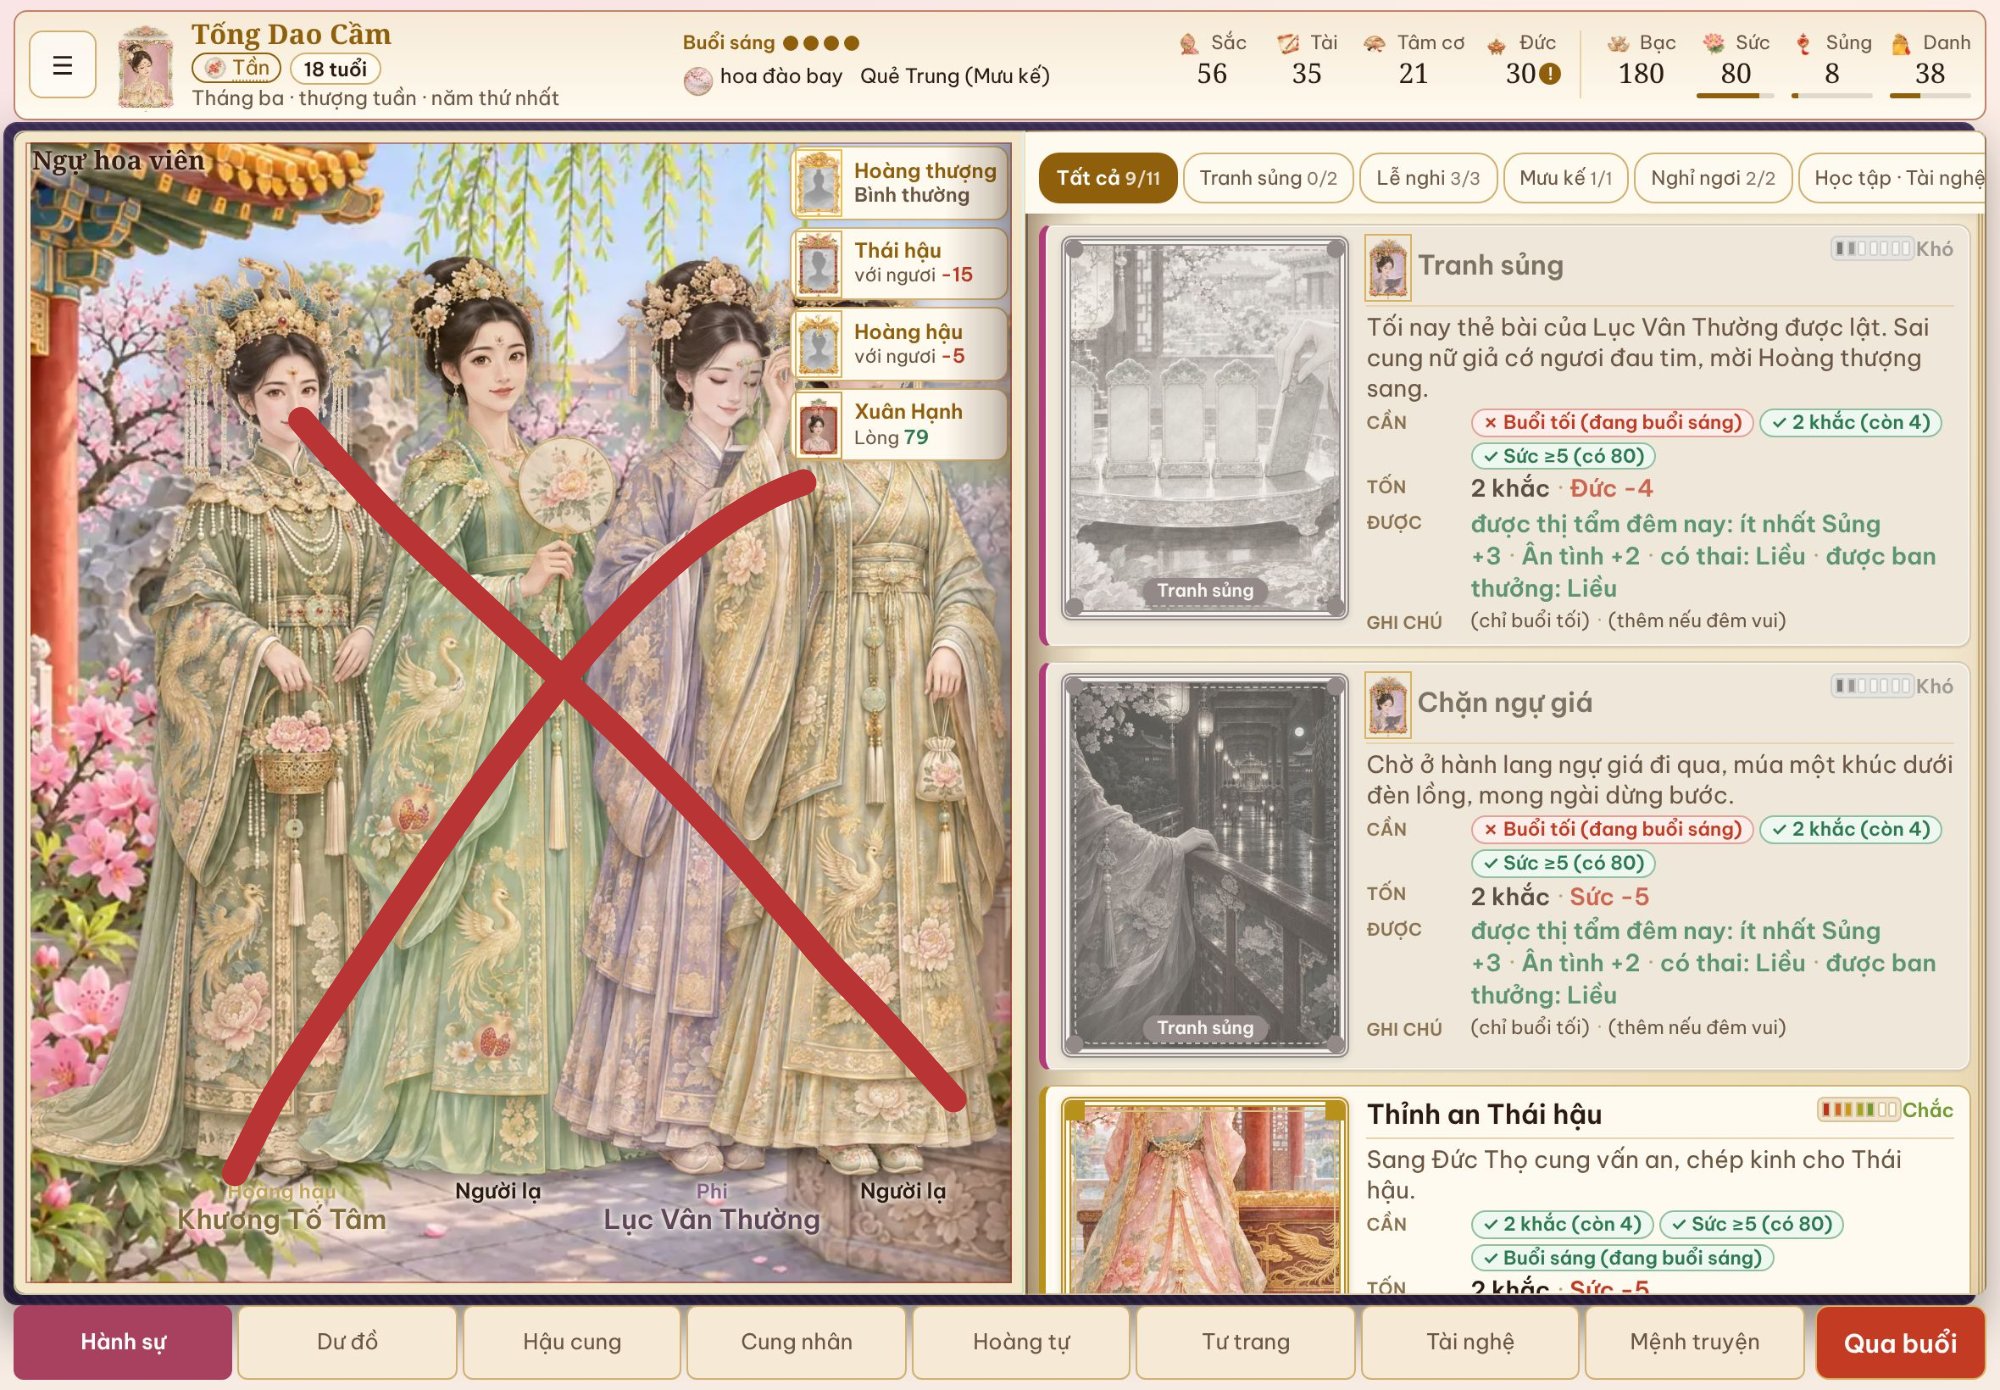 Tống Dao Cầm
Tần
18 tuổi
Tháng ba · thượng tuần · năm thứ nhất
Buổi sáng
hoa đào bay Quẻ Trung (Mưu kế)
Sắc
56
Tài
35
Tâm cơ
21
Đức
30
Bạc
180
Sức
80
Sủng
8
Danh
38
Ngự hoa viên
Hoàng thượng
Bình thường
Thái hậu
với ngươi -15
Hoàng hậu
với ngươi -5
Xuân Hạnh
Lòng 79
Hoàng hậu
Khương Tố Tâm
Người lạ
Phi
Lục Vân Thường
Người lạ
Tất cả 9/11
Tranh sủng 0/2
Lễ nghi 3/3
Mưu kế 1/1
Nghỉ ngơi 2/2
Học tập · Tài nghệ
Tranh sủng
Tranh sủng
Khó
Tối nay thẻ bài của Lục Vân Thường được lật. Sai
cung nữ giả cớ ngươi đau tim, mời Hoàng thượng
sang.
CẦN
× Buổi tối (đang buổi sáng)
✓ 2 khắc (còn 4)
✓ Sức ≥5 (có 80)
TỐN
2 khắc · Đức -4
ĐƯỢC
được thị tẩm đêm nay: ít nhất Sủng
+3 · Ân tình +2 · có thai: Liều · được ban
thưởng: Liều
GHI CHÚ
(chỉ buổi tối) · (thêm nếu đêm vui)
Tranh sủng
Chặn ngự giá
Khó
Chờ ở hành lang ngự giá đi qua, múa một khúc dưới
đèn lồng, mong ngài dừng bước.
CẦN
× Buổi tối (đang buổi sáng)
✓ 2 khắc (còn 4)
✓ Sức ≥5 (có 80)
TỐN
2 khắc · Sức -5
ĐƯỢC
được thị tẩm đêm nay: ít nhất Sủng
+3 · Ân tình +2 · có thai: Liều · được ban
thưởng: Liều
GHI CHÚ
(chỉ buổi tối) · (thêm nếu đêm vui)
Thỉnh an Thái hậu
Chắc
Sang Đức Thọ cung vấn an, chép kinh cho Thái
hậu.
CẦN
✓ 2 khắc (còn 4)
✓ Sức ≥5 (có 80)
✓ Buổi sáng (đang buổi sáng)
TỐN
2 khắc · Sức -5
Hành sự
Dư đồ
Hậu cung
Cung nhân
Hoàng tự
Tư trang
Tài nghệ
Mệnh truyện
Qua buổi